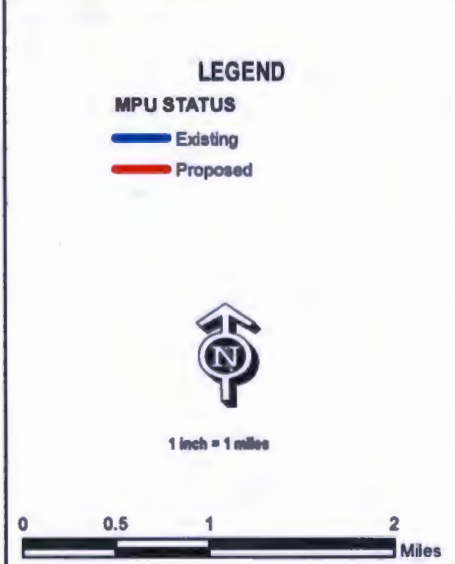 LEGEND
MPU STATUS
Existing
Proposed
N
1 inch = 1 miles
0 0.5 1 2
Miles